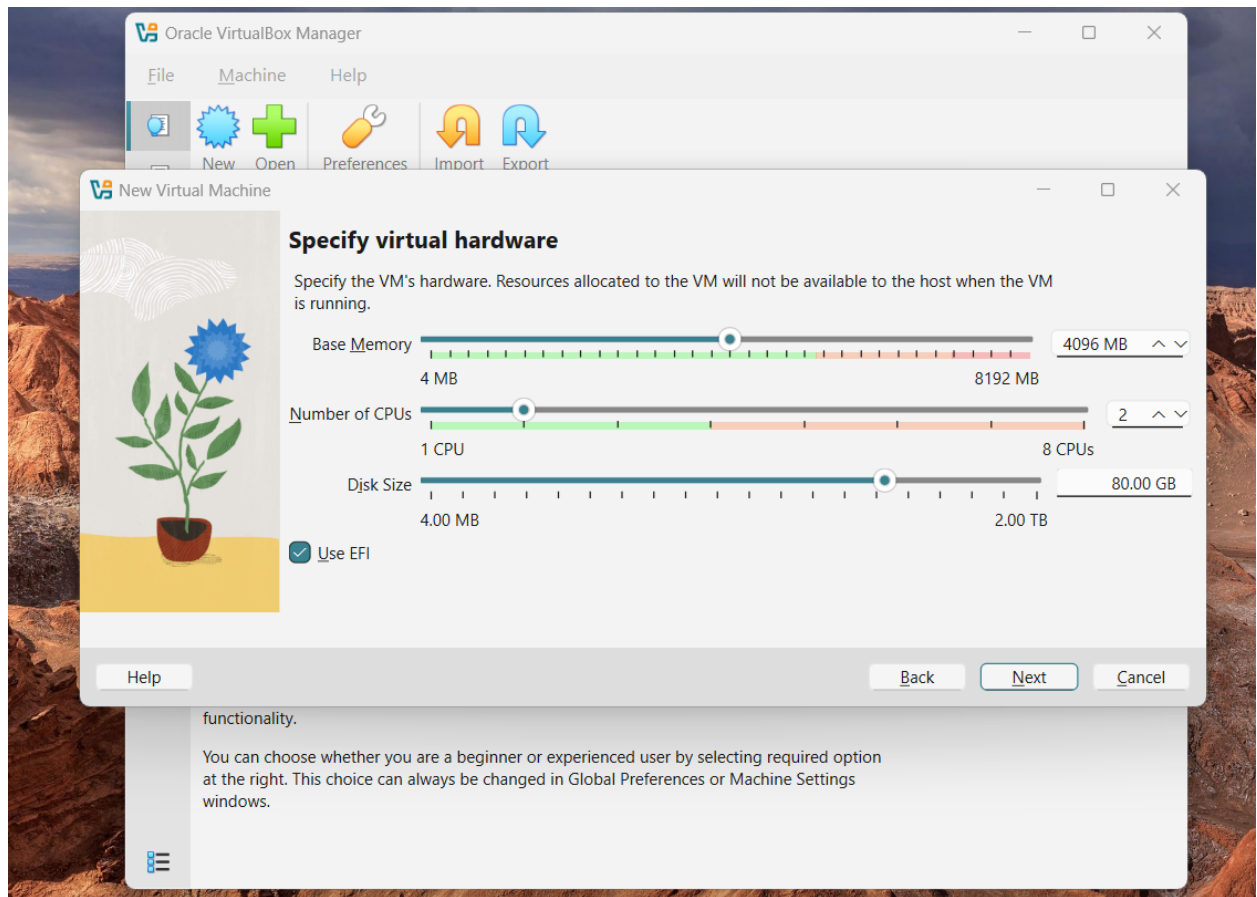 Oracle VirtualBox Manager
File Machine Help
New Open Preferences Import Export
New Virtual Machine
Specify virtual hardware
Specify the VM's hardware. Resources allocated to the VM will not be available to the host when the VM
is running.
Base Memory 4096 MB
4 MB 8192 MB
Number of CPUs 2
1 CPU 8 CPUs
Disk Size 80.00 GB
4.00 MB 2.00 TB
Use EFI
Help Back Next Cancel
functionality.
You can choose whether you are a beginner or experienced user by selecting required option
at the right. This choice can always be changed in Global Preferences or Machine Settings
windows.